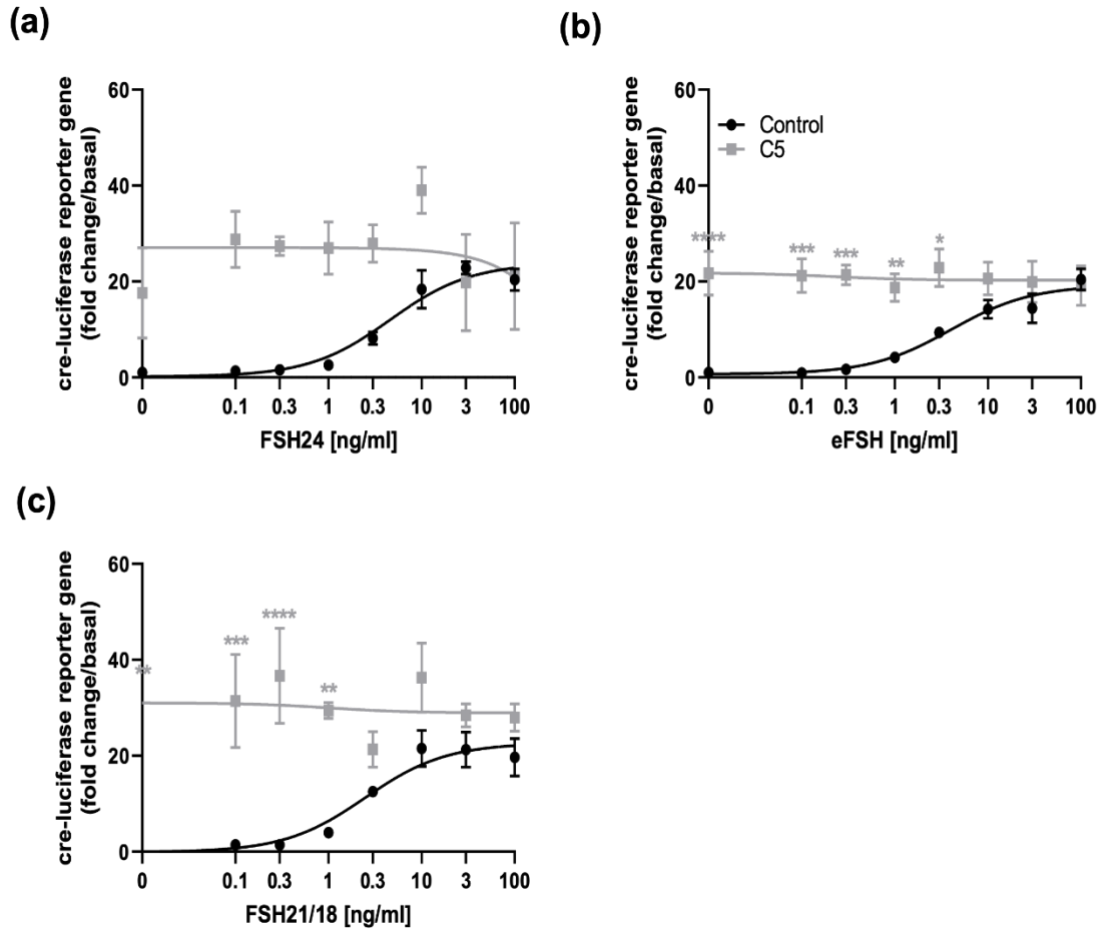 (a)
cre-luciferase reporter gene
(fold change/basal)
60
40
20
0
0 0.1 0.3 1 0.3 10 3 100
FSH24 [ng/ml]
(b)
cre-luciferase reporter gene
(fold change/basal)
60
40
20
0
Control
C5
**** *** *** ** *
0 0.1 0.3 1 0.3 10 3 100
eFSH [ng/ml]
(c)
cre-luciferase reporter gene
(fold change/basal)
60
40
20
0
** *** **** **
0 0.1 0.3 1 0.3 10 3 100
FSH21/18 [ng/ml]